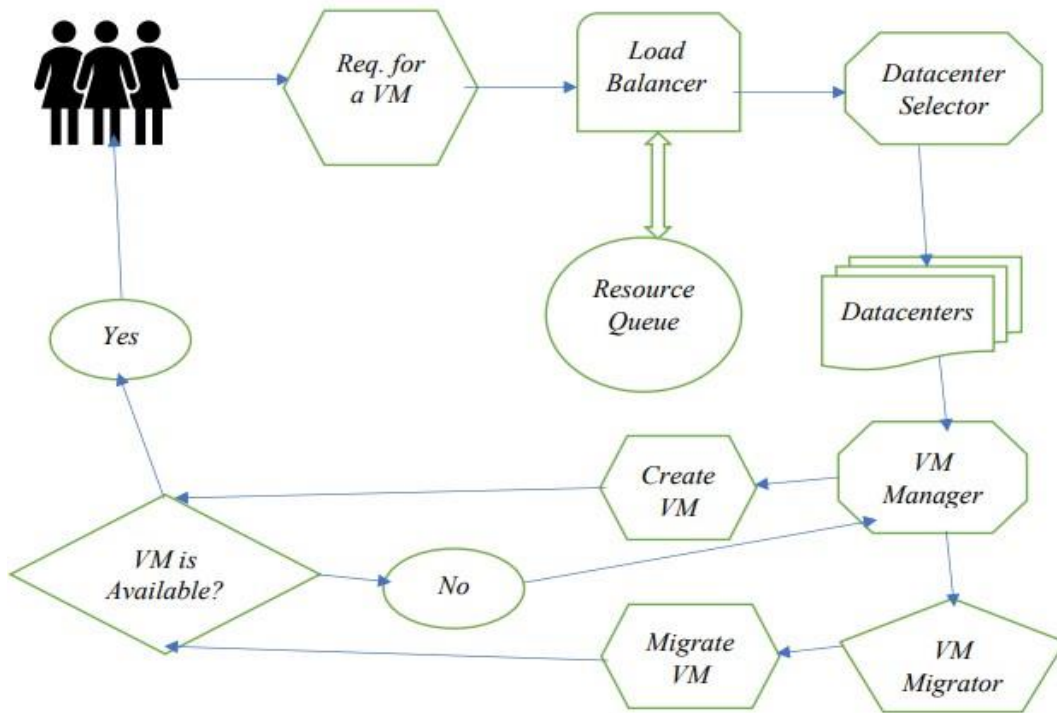 Req. for
a VM
Load
Balancer
Datacenter
Selector
Resource
Queue
Datacenters
Yes
Create
VM
VM
Manager
VM is
Available?
No
Migrate
VM
VM
Migrator